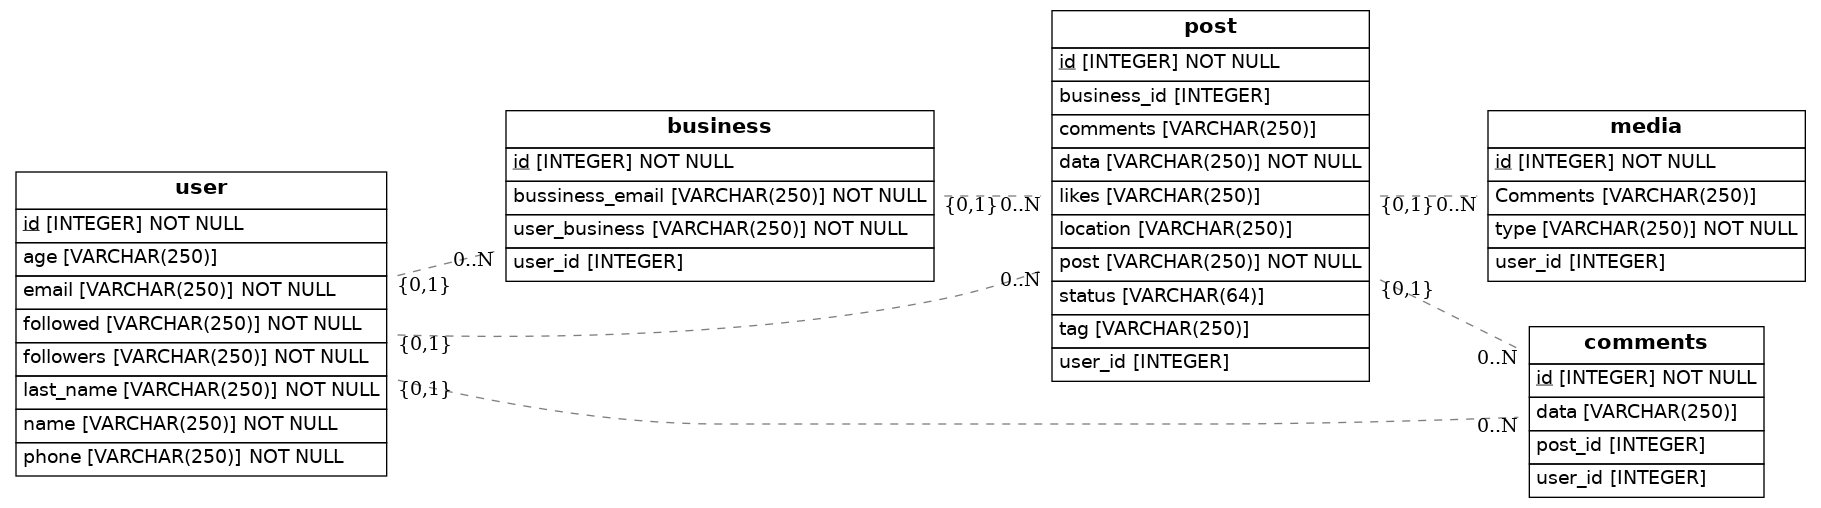 user
id [INTEGER] NOT NULL
age [VARCHAR(250)]
email [VARCHAR(250)] NOT NULL
followed [VARCHAR(250)] NOT NULL
followers [VARCHAR(250)] NOT NULL
last_name [VARCHAR(250)] NOT NULL
name [VARCHAR(250)] NOT NULL
phone [VARCHAR(250)] NOT NULL
{0,1}
0..N
{0,1}
0..N
{0,1}
0..N
business
id [INTEGER] NOT NULL
bussiness_email [VARCHAR(250)] NOT NULL
user_business [VARCHAR(250)] NOT NULL
user_id [INTEGER]
{0,1}
0..N
post
id [INTEGER] NOT NULL
business_id [INTEGER]
comments [VARCHAR(250)]
data [VARCHAR(250)] NOT NULL
likes [VARCHAR(250)]
location [VARCHAR(250)]
post [VARCHAR(250)] NOT NULL
status [VARCHAR(64)]
tag [VARCHAR(250)]
user_id [INTEGER]
{0,1}
0..N
{0,1}
0..N
media
id [INTEGER] NOT NULL
Comments [VARCHAR(250)]
type [VARCHAR(250)] NOT NULL
user_id [INTEGER]
comments
id [INTEGER] NOT NULL
data [VARCHAR(250)]
post_id [INTEGER]
user_id [INTEGER]